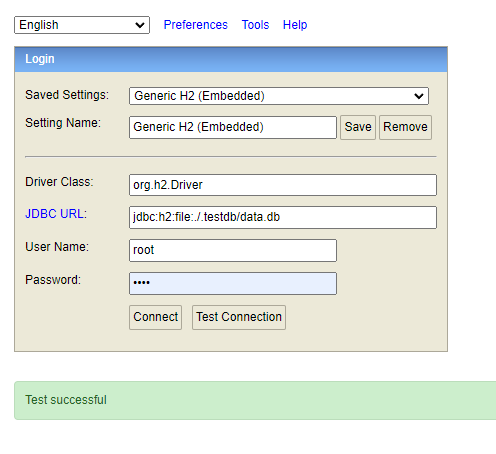 English Preferences Tools Help
Login
Saved Settings: Generic H2 (Embedded)
Setting Name: Generic H2 (Embedded) Save Remove
Driver Class: org.h2.Driver
JDBC URL: jdbc:h2:file:./.testdb/data.db
User Name: root
Password: ••••
Connect Test Connection
Test successful